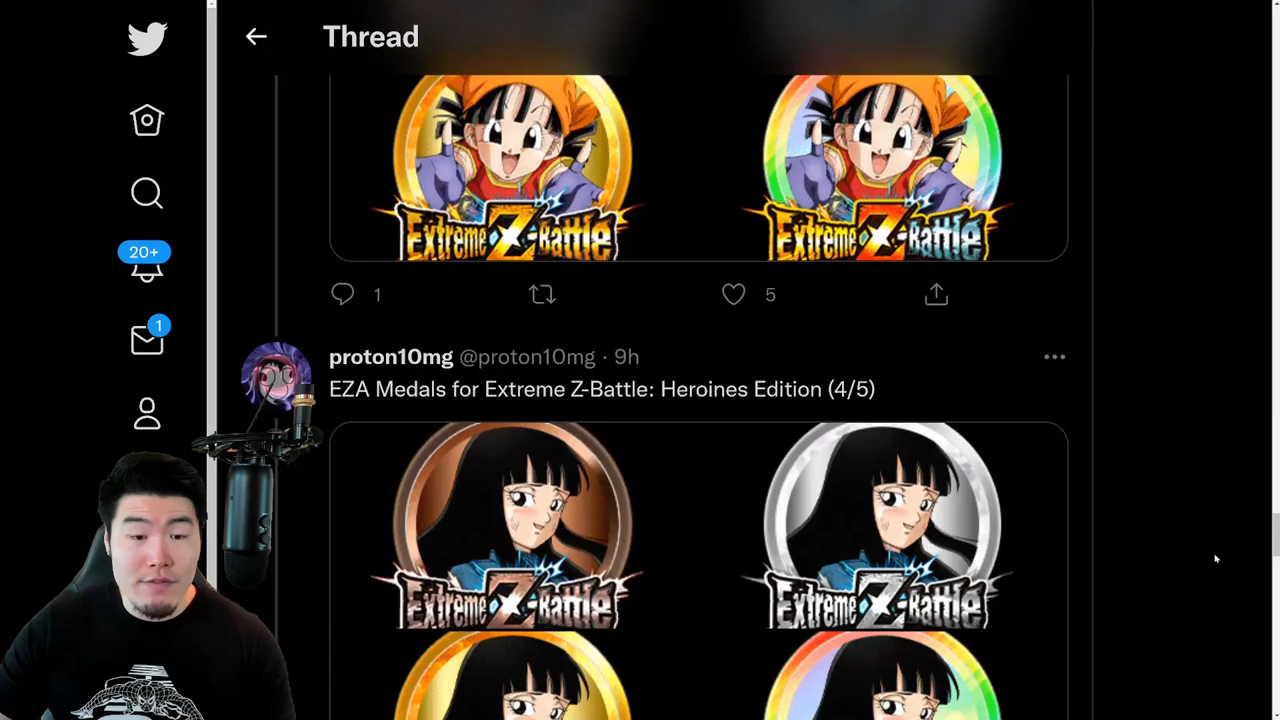 Thread
Extreme Z-Battle
Extreme Z-Battle
20+
1
5
1
proton10mg @proton10mg · 9h
EZA Medals for Extreme Z-Battle: Heroines Edition (4/5)
Extreme Z-Battle
Extreme Z-Battle